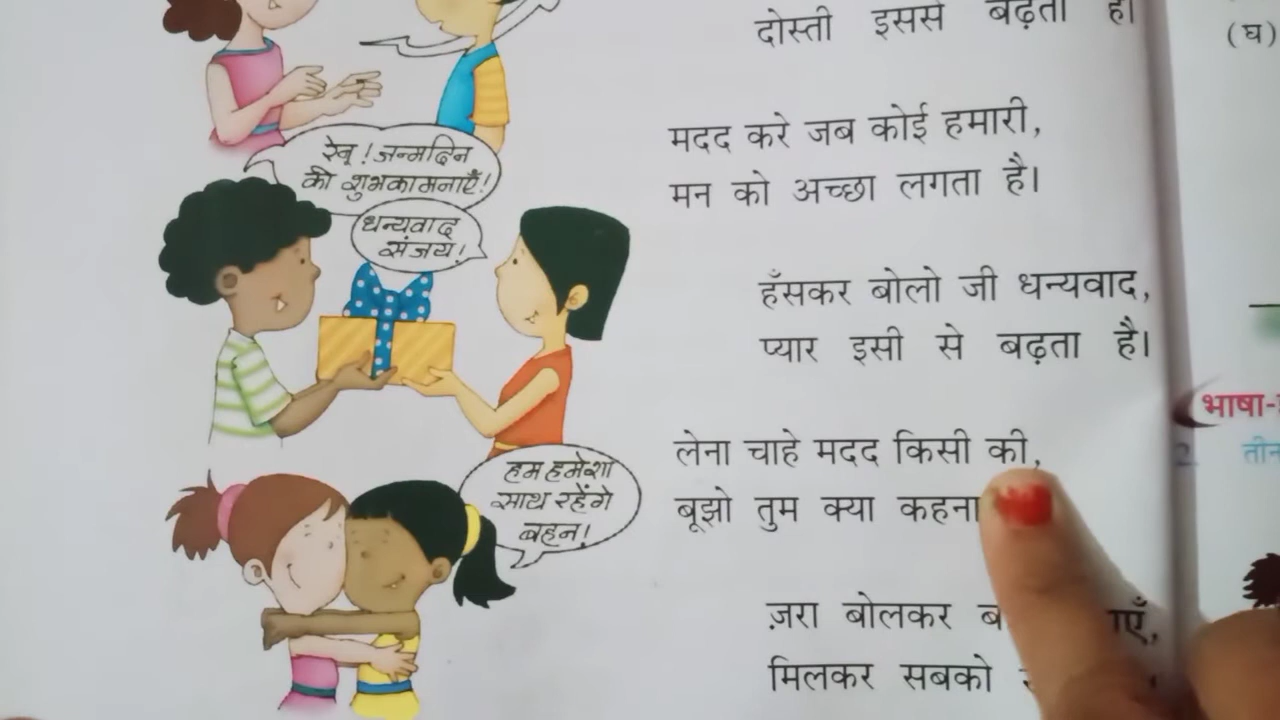 दोस्ती इससे बढ़ता है।
मदद करे जब कोई हमारी,
मन को अच्छा लगता है।
हँसकर बोलो जी धन्यवाद,
प्यार इसी से बढ़ता है।
लेना चाहे मदद किसी की,
बूझो तुम क्या कहना
ज़रा बोलकर
मिलकर सबको
रेनू! जन्मदिन
की शुभकामनाएँ!
धन्यवाद
संजय!
हम हमेशा
साथ रहेंगे
बहन!
(घ)
भाषा-
2.
तीन